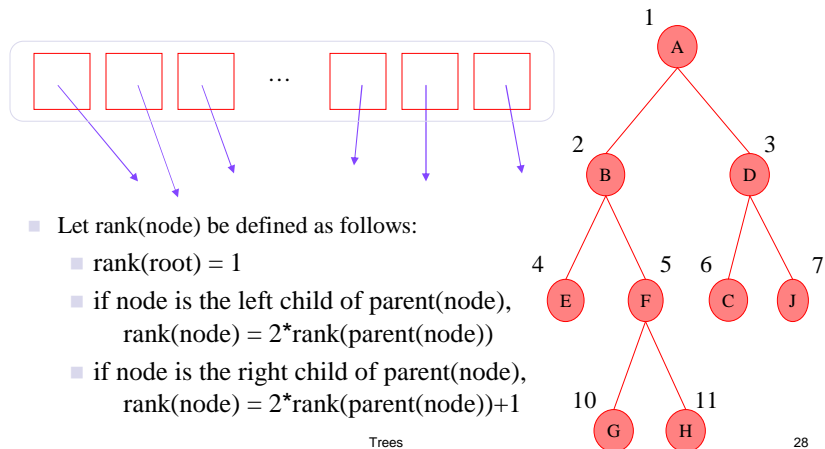 …
Let rank(node) be defined as follows:
rank(root) = 1
if node is the left child of parent(node),
rank(node) = 2*rank(parent(node))
if node is the right child of parent(node),
rank(node) = 2*rank(parent(node))+1
1
A
2
3
B
D
4
5
6
7
E
F
C
J
10
11
G
H
Trees
28